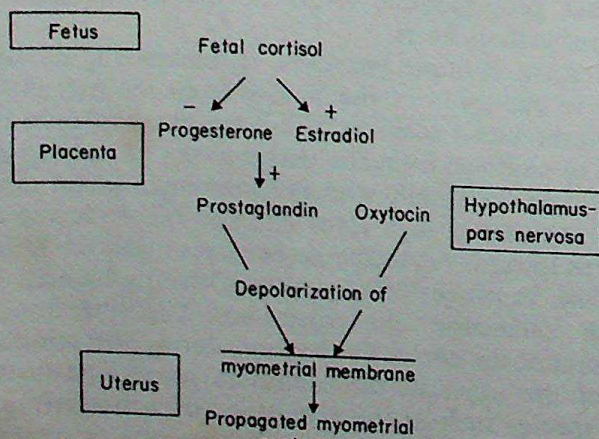 Fetus
Fetal cortisol
− +
Progesterone Estradiol
Placenta
+
Prostaglandin Oxytocin
Hypothalamus-
pars nervosa
Depolarization of
myometrial membrane
Uterus
Propagated myometrial